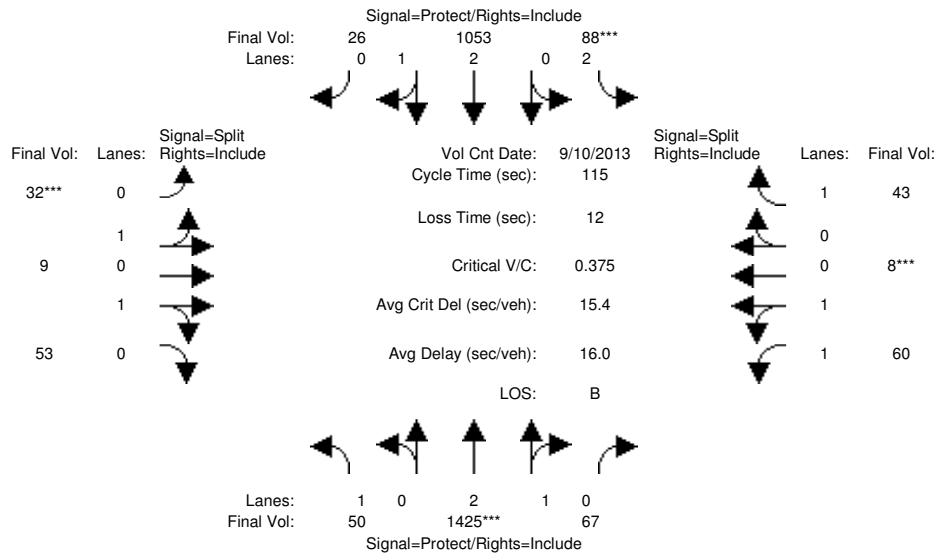 Signal=Protect/Rights=Include
Final Vol: 26 1053 88***
Lanes: 0 1 2 0 2
Signal=Split
Final Vol: Lanes: Rights=Include
Vol Cnt Date: 9/10/2013
Signal=Split
Rights=Include Lanes: Final Vol:
Cycle Time (sec): 115
32*** 0
1 43
Loss Time (sec): 12
1
0
9 0
Critical V/C: 0.375
0 8***
1
Avg Crit Del (sec/veh): 15.4
1
53 0
Avg Delay (sec/veh): 16.0
1 60
LOS: B
Lanes: 1 0 2 1 0
Final Vol: 50 1425*** 67
Signal=Protect/Rights=Include